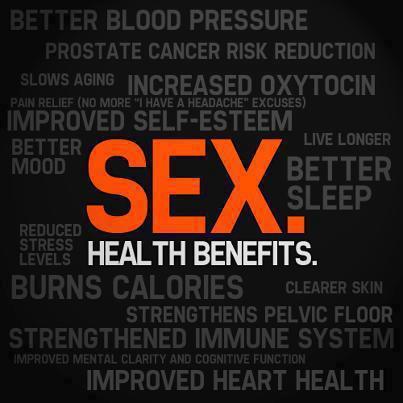 BETTER BLOOD PRESSURE
PROSTATE CANCER RISK REDUCTION
SLOWS AGING
INCREASED OXYTOCIN
PAIN RELIEF (NO MORE "I HAVE A HEADACHE" EXCUSES)
IMPROVED SELF-ESTEEM
LIVE LONGER
BETTER
MOOD
SEX.
BETTER
SLEEP
REDUCED
STRESS
LEVELS
HEALTH BENEFITS.
BURNS CALORIES
CLEARER SKIN
STRENGTHENS PELVIC FLOOR
STRENGTHENED IMMUNE SYSTEM
IMPROVED MENTAL CLARITY AND COGNITIVE FUNCTION
IMPROVED HEART HEALTH